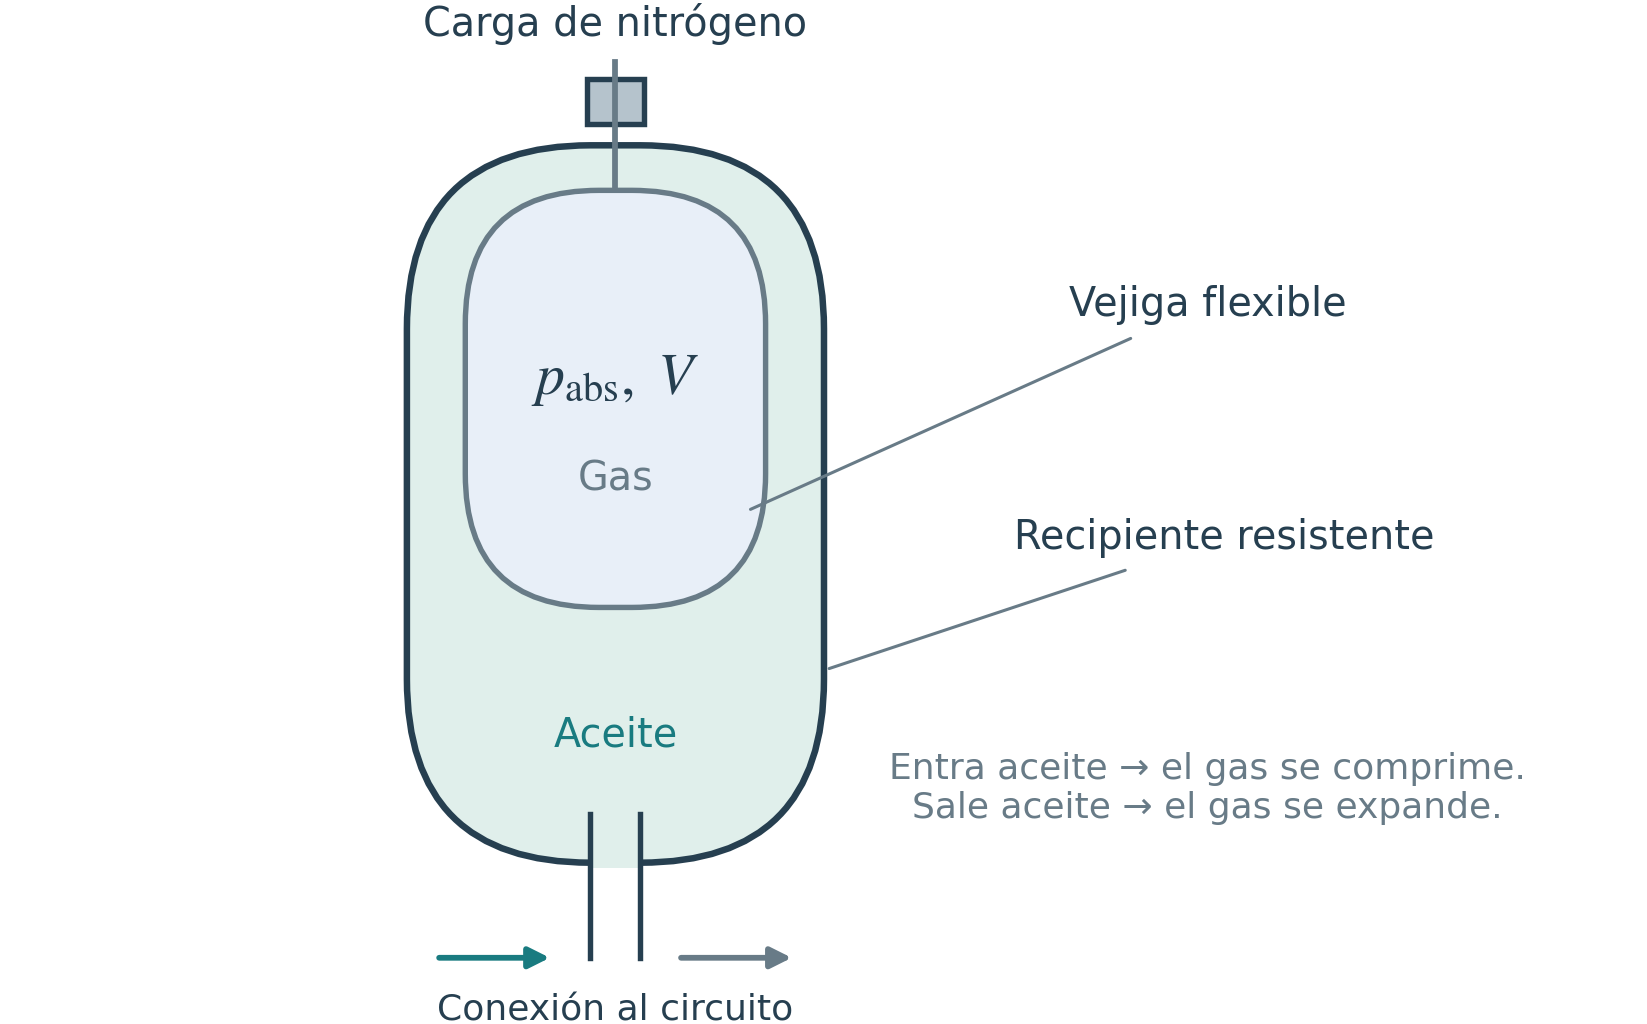 Carga de nitrógeno
Vejiga flexible
p_abs, V
Gas
Recipiente resistente
Aceite
Entra aceite → el gas se comprime.
Sale aceite → el gas se expande.
Conexión al circuito